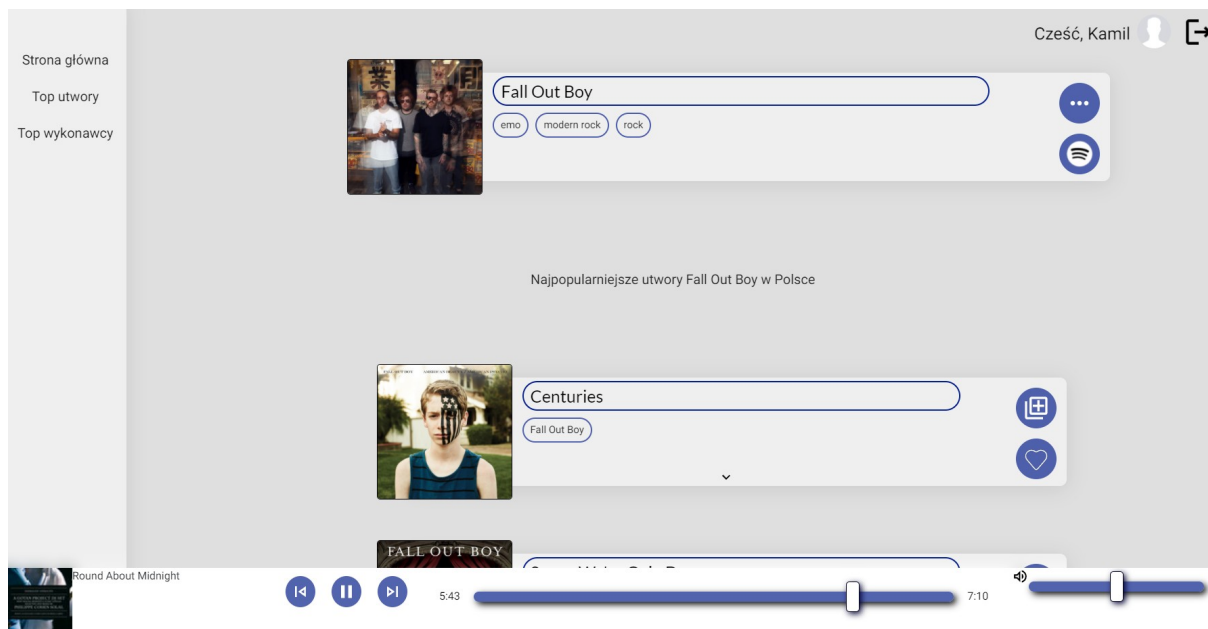 Cześć, Kamil
Strona główna
Top utwory
Top wykonawcy
Fall Out Boy
emo modern rock rock
Najpopularniejsze utwory Fall Out Boy w Polsce
Centuries
Fall Out Boy
FALL OUT BOY
Round About Midnight
5:43
7:10